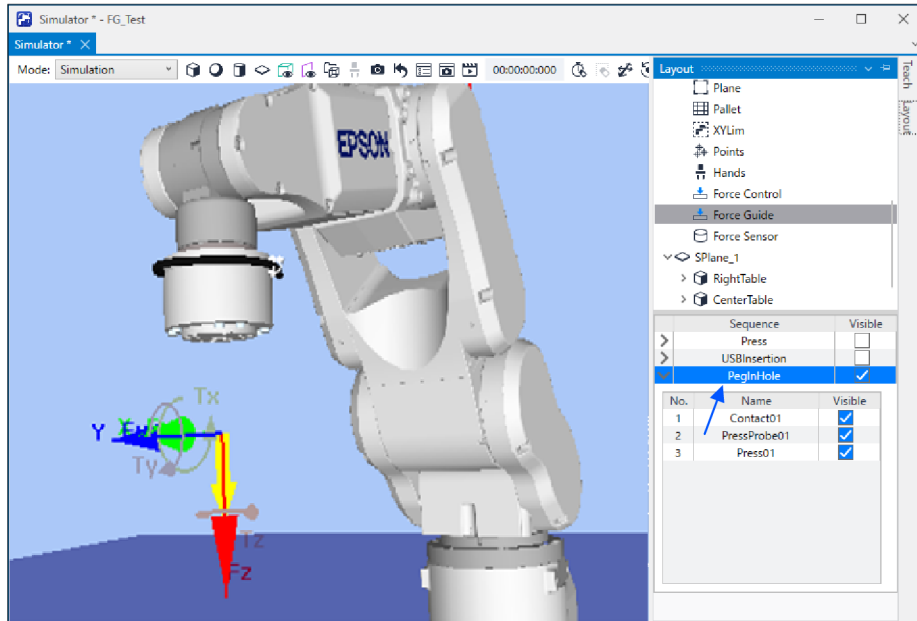 Simulator * - FG_Test
Simulator *
Mode: Simulation 00:00:00:000
Layout
Teach
Layout...
Plane
Pallet
XYLim
Points
Hands
Force Control
Force Guide
Force Sensor
SPlane_1
RightTable
CenterTable
EPSON
Sequence Visible
Press
USBInsertion
PegInHole
No. Name Visible
1 Contact01
2 PressProbe01
3 Press01
Tx
Y
Ty
Tz
Fz